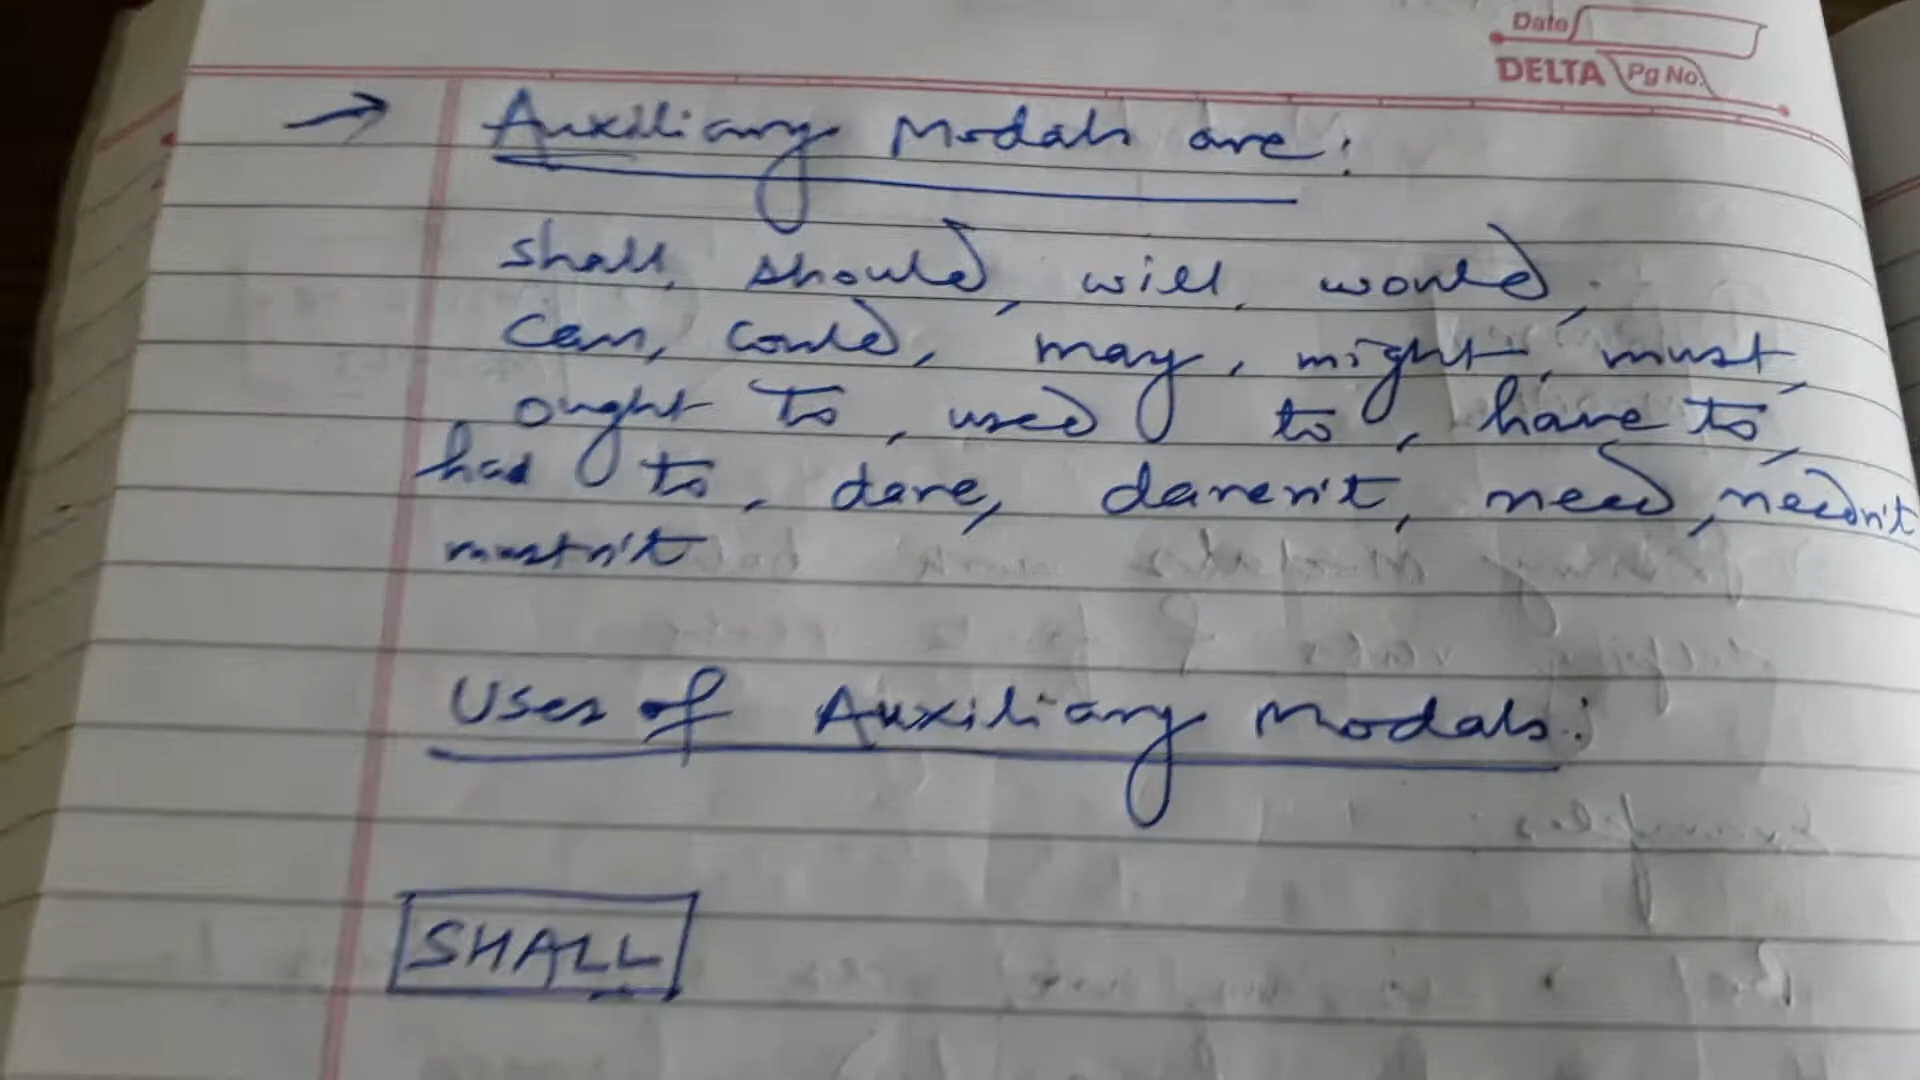 Date
DELTA Pg No.
→ Auxiliary Modals are:
shall, should, will, would,
can, could, may, might, must,
ought to, used to, have to,
had to, dare, daren't, need, needn't
mustn't
Uses of Auxiliary Modals:
SHALL